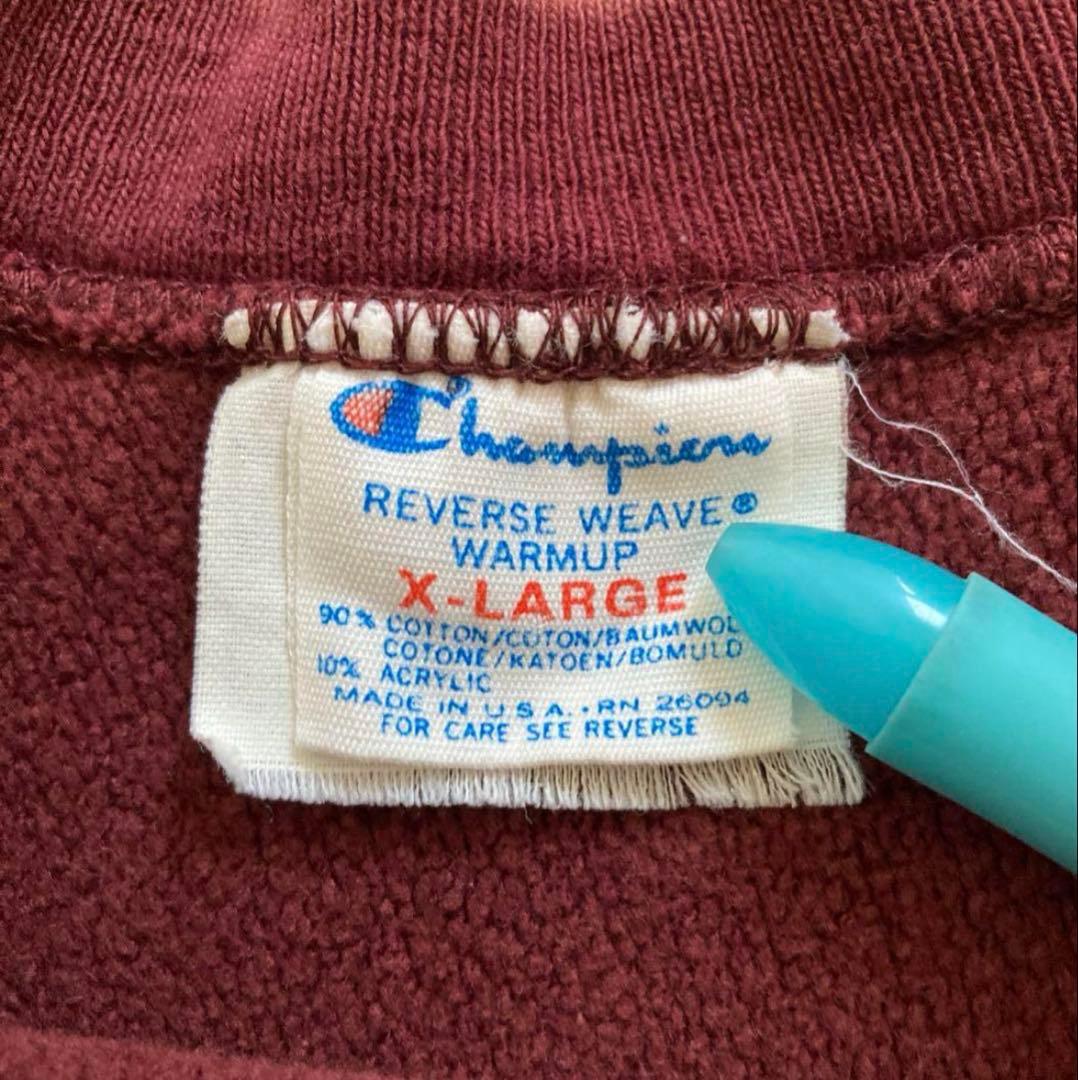 Champion
REVERSE WEAVE®
WARMUP
X-LARGE
90% COTTON/COTON/BAUMWOL
COTONE/KATOEN/BOMULD
10% ACRYLIC
MADE IN U.S.A. · RN 26094
FOR CARE SEE REVERSE